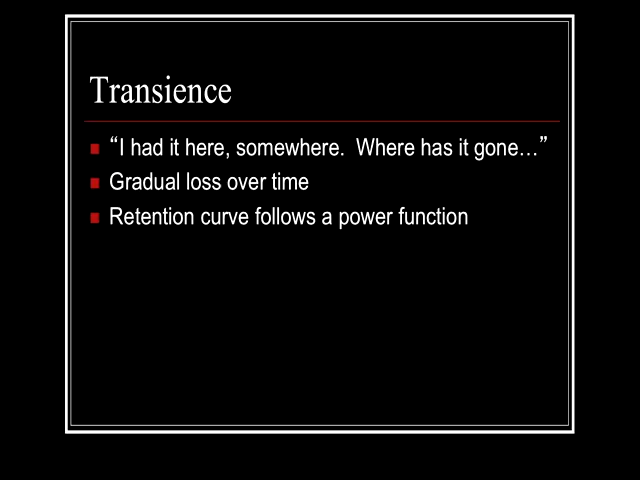 Transience
“I had it here, somewhere.  Where has it gone…”
Gradual loss over time
Retention curve follows a power function